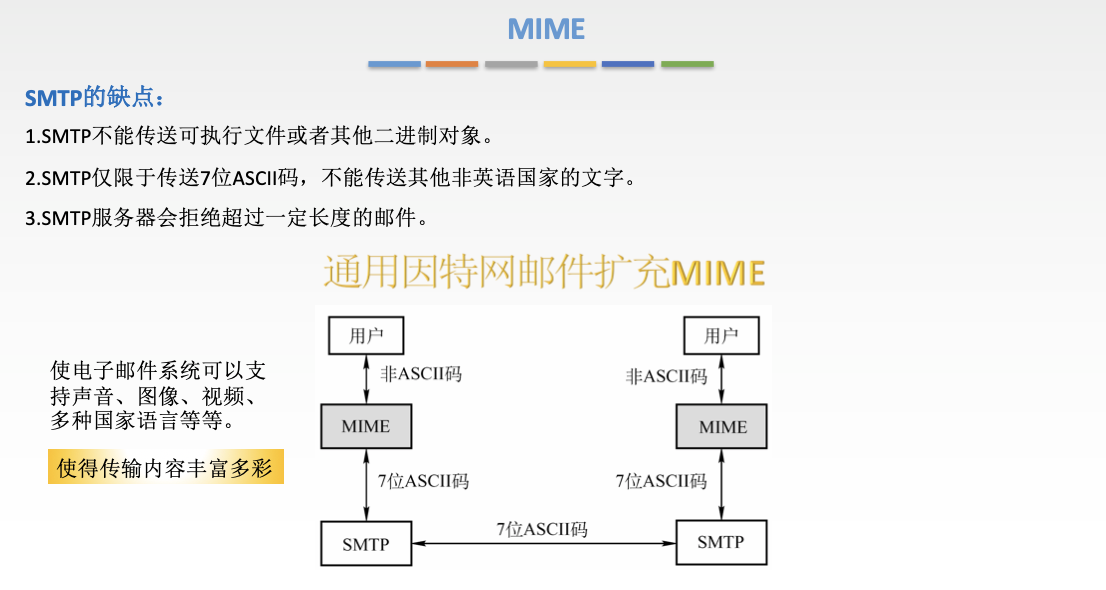 MIME
SMTP的缺点：
1.SMTP不能传送可执行文件或者其他二进制对象。
2.SMTP仅限于传送7位ASCII码，不能传送其他非英语国家的文字。
3.SMTP服务器会拒绝超过一定长度的邮件。
通用因特网邮件扩充MIME
使电子邮件系统可以支
持声音、图像、视频、
多种国家语言等等。
使得传输内容丰富多彩
用户
用户
非ASCII码
非ASCII码
MIME
MIME
7位ASCII码
7位ASCII码
7位ASCII码
SMTP
SMTP